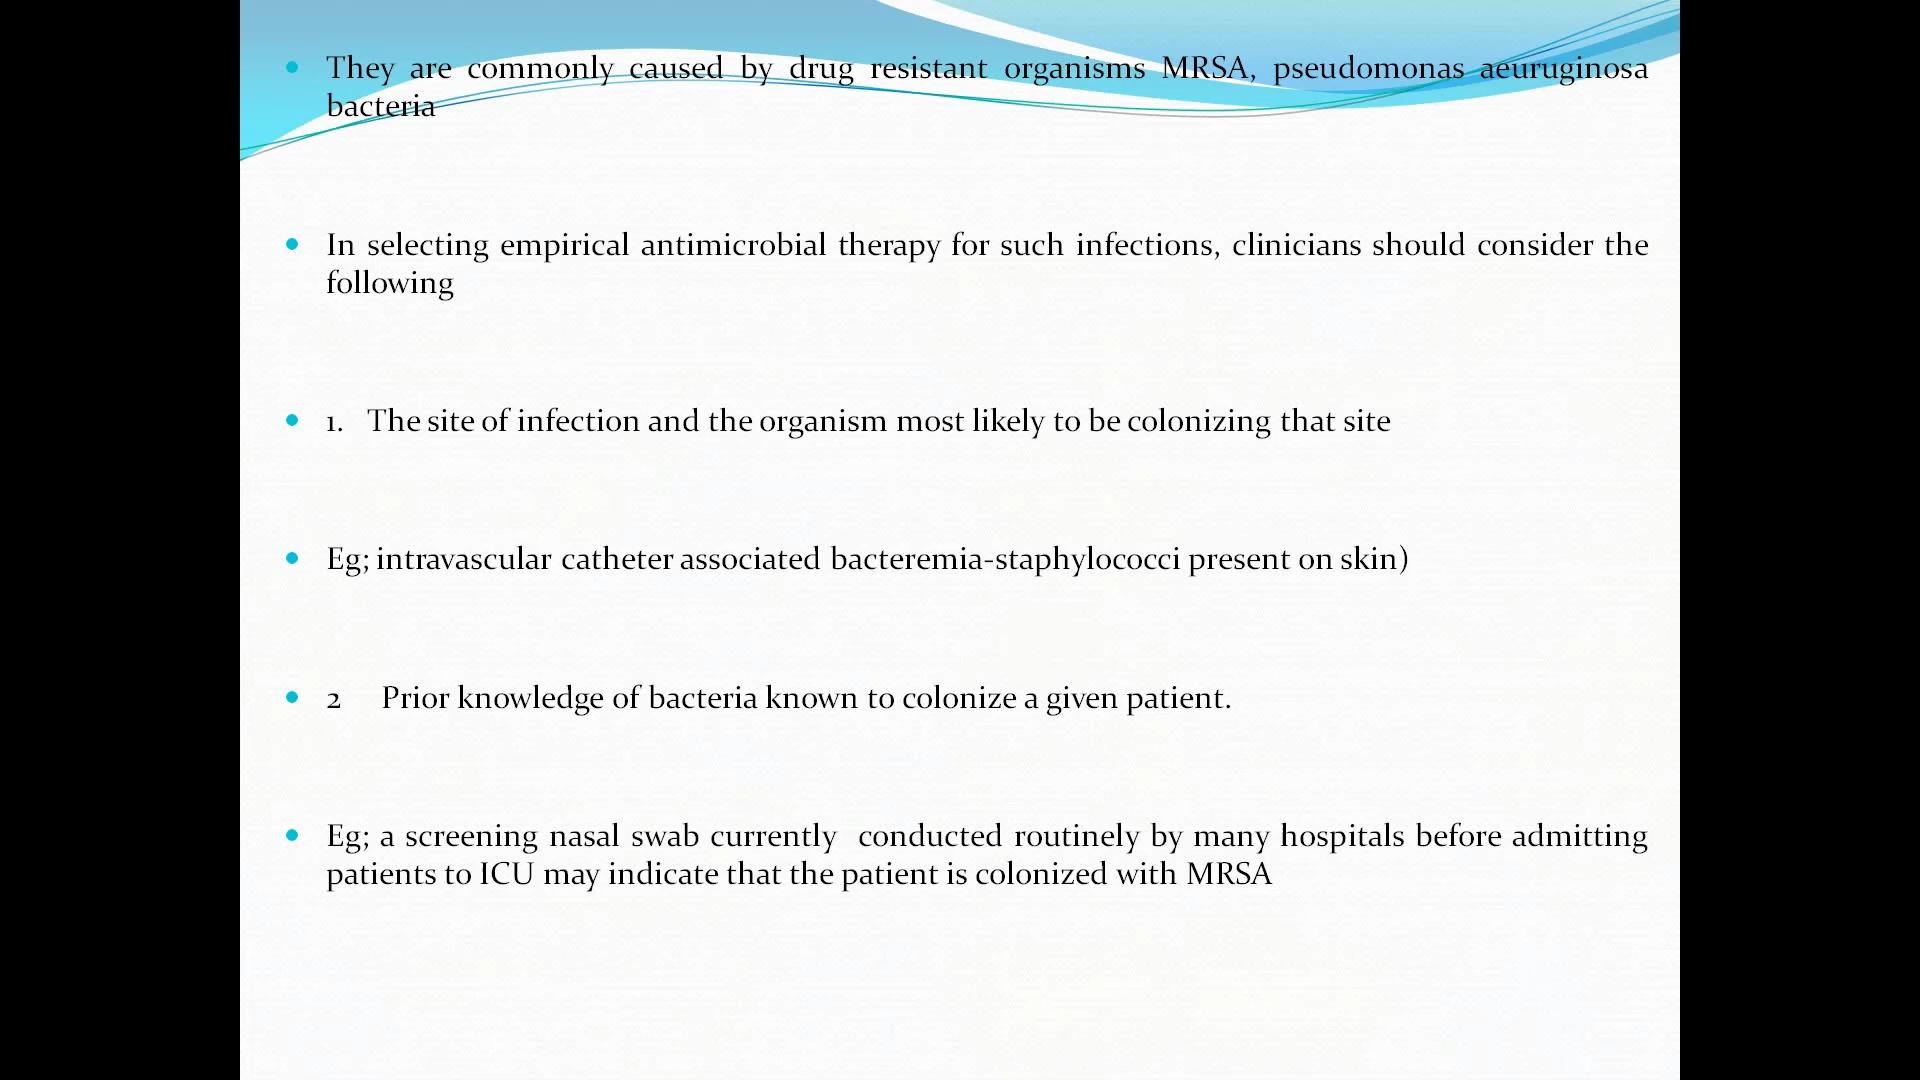 They are commonly caused by drug resistant organisms MRSA, pseudomonas aeuruginosa
bacteria
In selecting empirical antimicrobial therapy for such infections, clinicians should consider the
following
1. The site of infection and the organism most likely to be colonizing that site
Eg; intravascular catheter associated bacteremia-staphylococci present on skin)
2 Prior knowledge of bacteria known to colonize a given patient.
Eg; a screening nasal swab currently conducted routinely by many hospitals before admitting
patients to ICU may indicate that the patient is colonized with MRSA